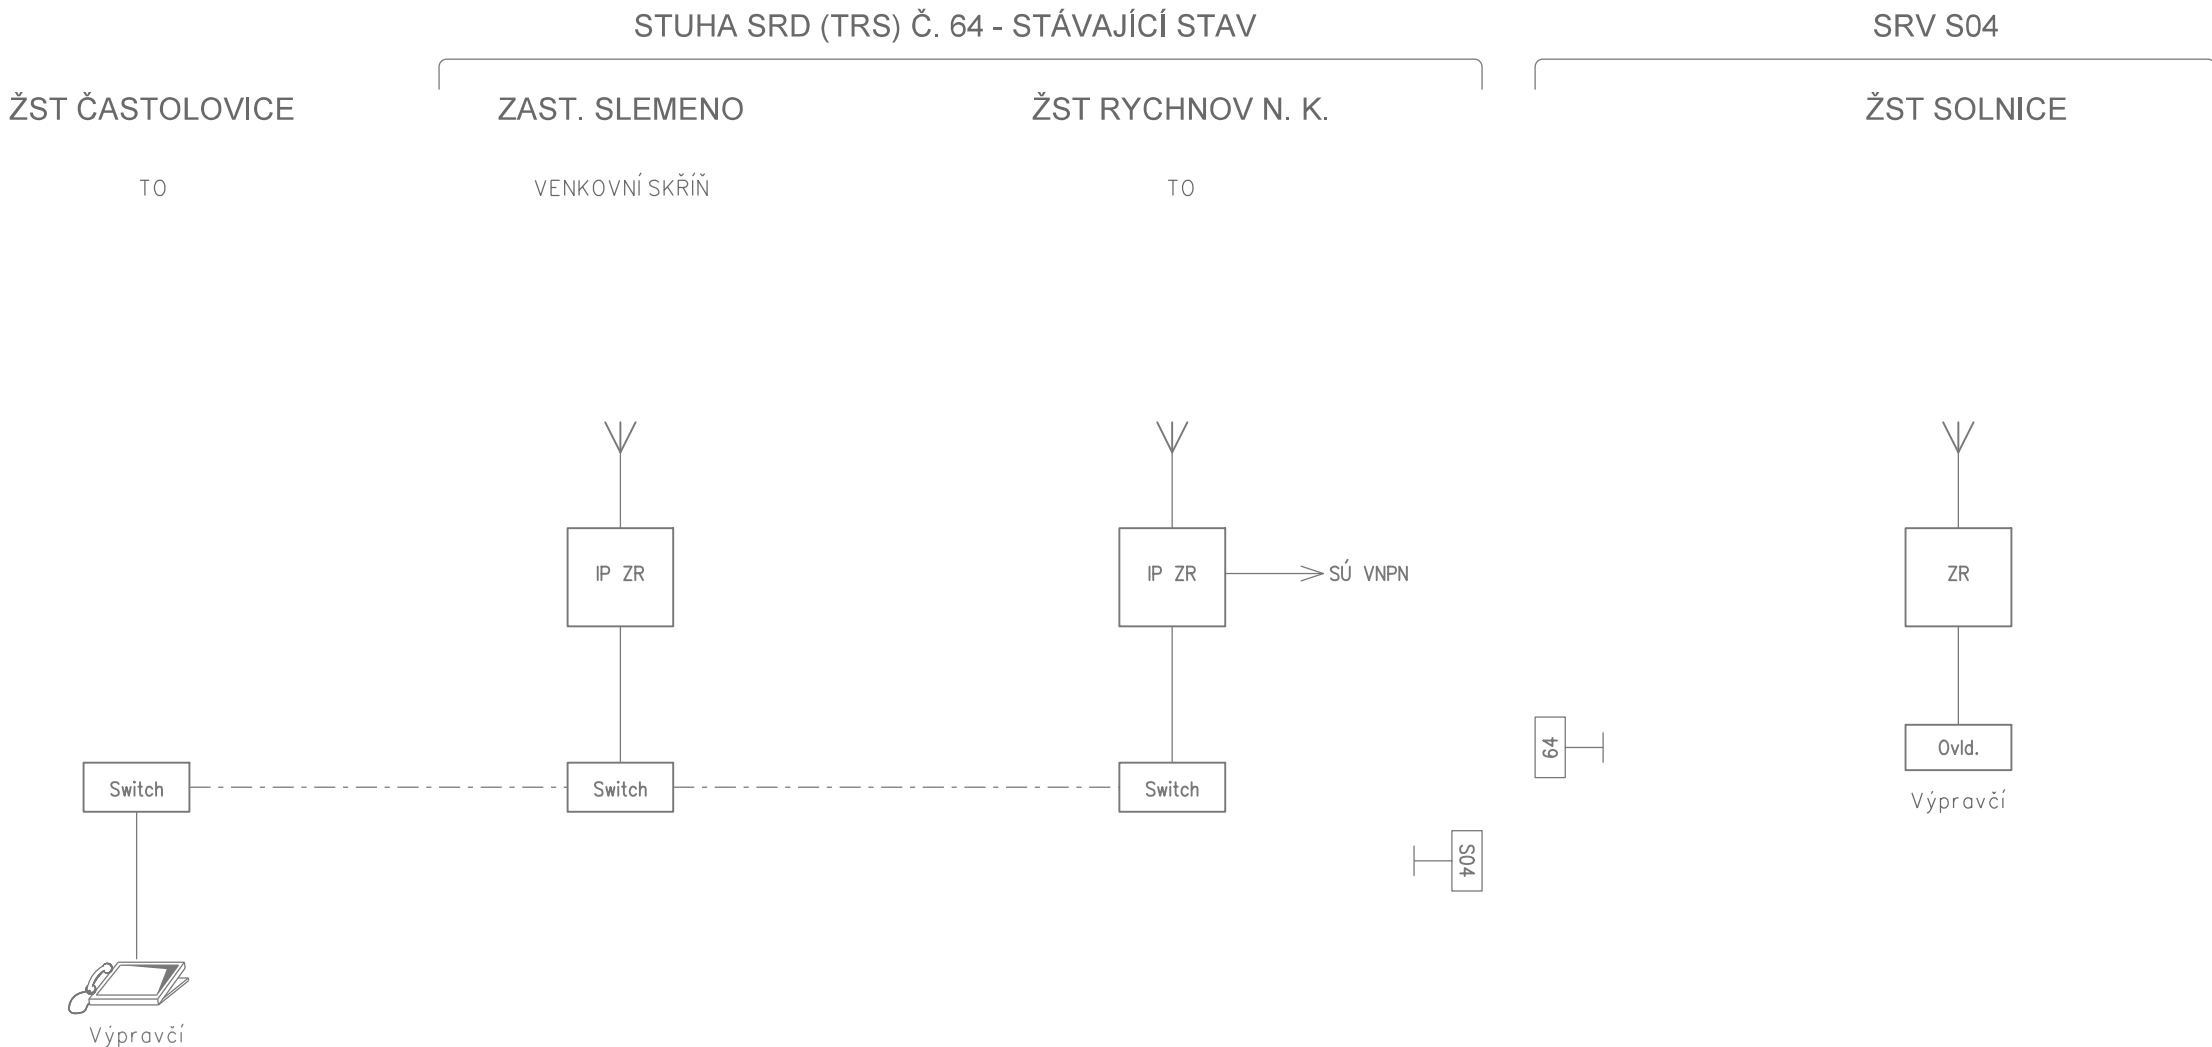 STUHA SRD (TRS) Č. 64 - STÁVAJÍCÍ STAV
SRV S04
ŽST ČASTOLOVICE
ZAST. SLEMENO
ŽST RYCHNOV N. K.
ŽST SOLNICE
TO
VENKOVNÍ SKŘÍŇ
TO
IP ZR
IP ZR
SÚ VNPN
ZR
64
Ovld.
Výpravčí
Switch
Switch
Switch
S04
Výpravčí